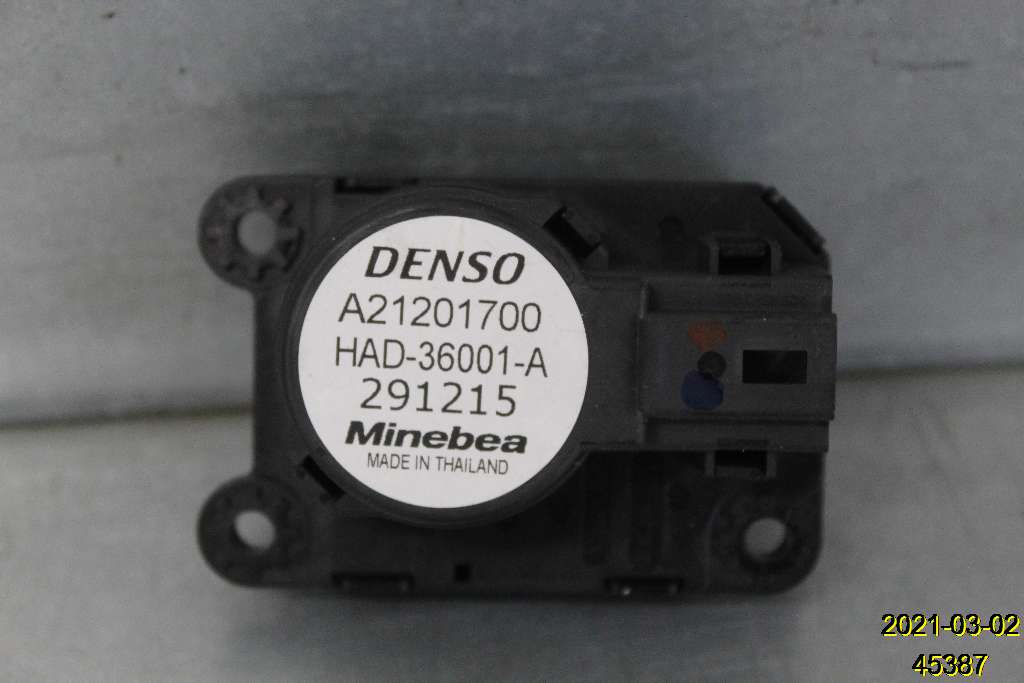 DENSO
A21201700
HAD-36001-A
291215
Minebea
MADE IN THAILAND
2021-03-02
45387